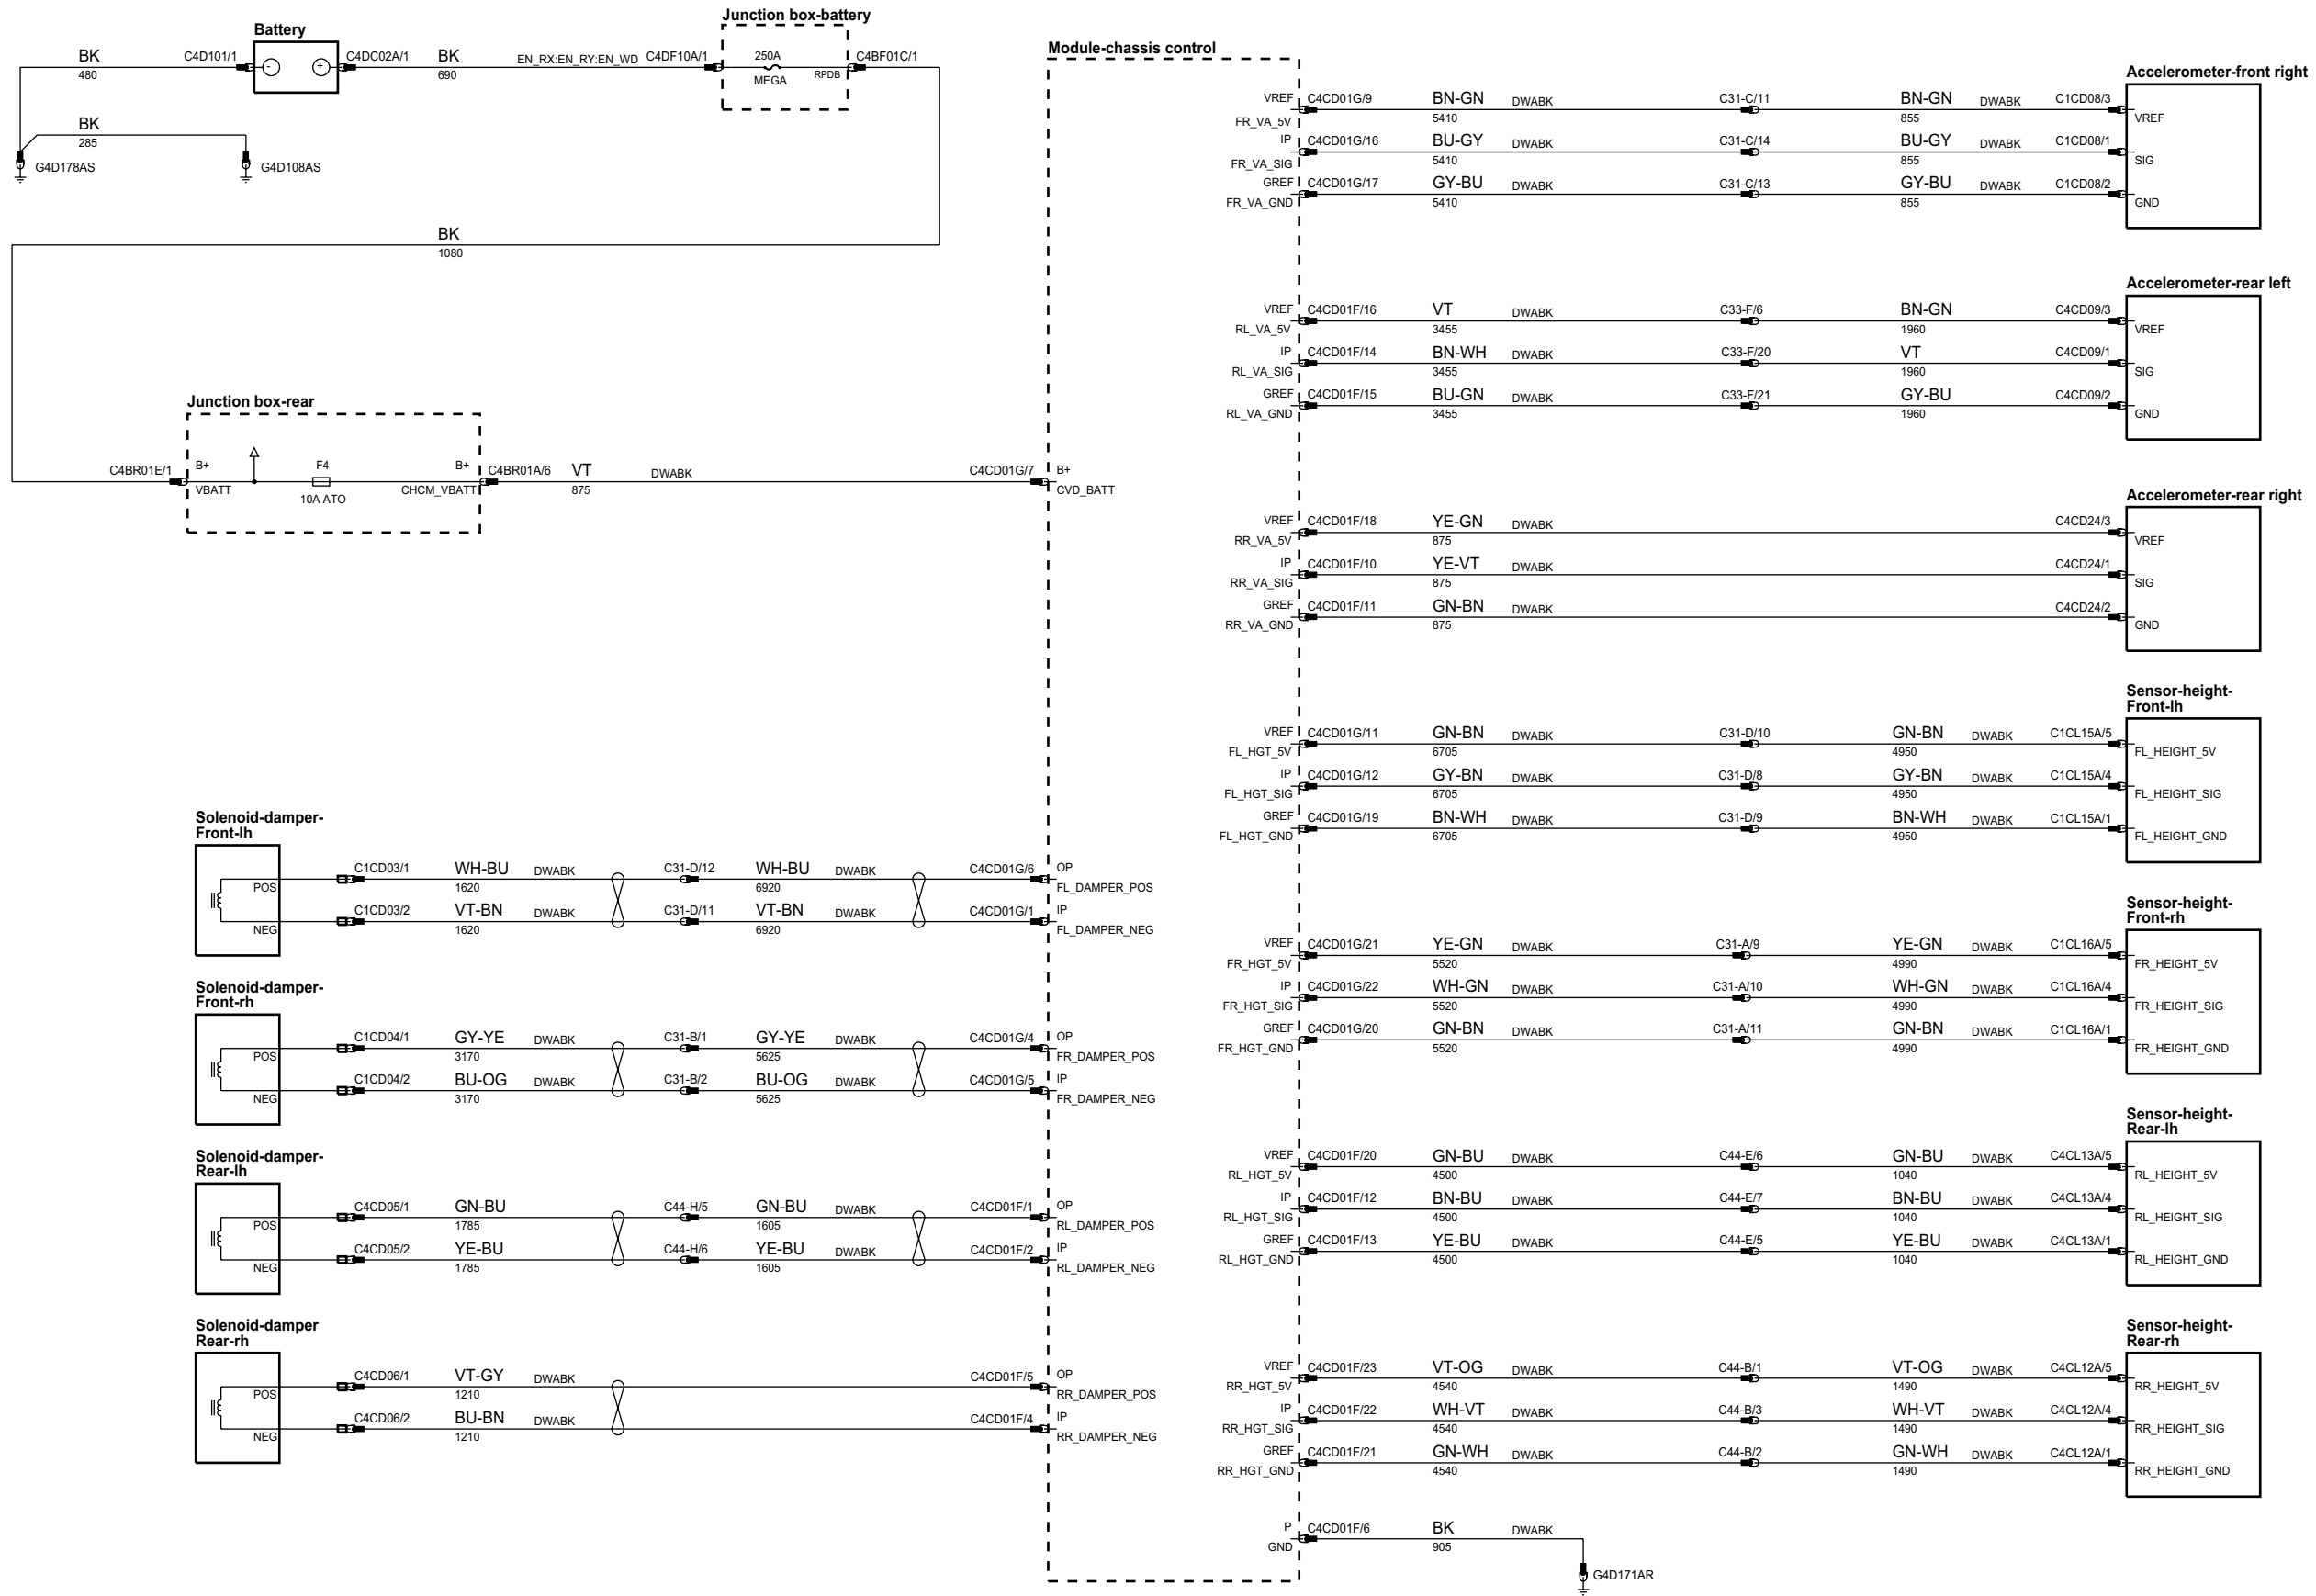 Battery
BK
480
C4D101/1
-
+
C4DC02A/1
BK
690
EN_RX:EN_RY:EN_WD
C4DF10A/1
Junction box-battery
250A
MEGA
RPDB
C4BF01C/1
BK
285
G4D178AS
G4D108AS
BK
1080
Junction box-rear
C4BR01E/1
B+
VBATT
F4
10A ATO
B+
CHCM_VBATT
C4BR01A/6
VT
875
DWABK
C4CD01G/7
B+
CVD_BATT
Solenoid-damper-
Front-lh
POS
C1CD03/1
WH-BU
1620
DWABK
C31-D/12
WH-BU
6920
DWABK
C4CD01G/6
OP
FL_DAMPER_POS
NEG
C1CD03/2
VT-BN
1620
DWABK
C31-D/11
VT-BN
6920
DWABK
C4CD01G/1
IP
FL_DAMPER_NEG
Solenoid-damper-
Front-rh
POS
C1CD04/1
GY-YE
3170
DWABK
C31-B/1
GY-YE
5625
DWABK
C4CD01G/4
OP
FR_DAMPER_POS
NEG
C1CD04/2
BU-OG
3170
DWABK
C31-B/2
BU-OG
5625
DWABK
C4CD01G/5
IP
FR_DAMPER_NEG
Solenoid-damper-
Rear-lh
POS
C4CD05/1
GN-BU
1785
C44-H/5
GN-BU
1605
DWABK
C4CD01F/1
OP
RL_DAMPER_POS
NEG
C4CD05/2
YE-BU
1785
C44-H/6
YE-BU
1605
DWABK
C4CD01F/2
IP
RL_DAMPER_NEG
Solenoid-damper
Rear-rh
POS
C4CD06/1
VT-GY
1210
DWABK
C4CD01F/5
OP
RR_DAMPER_POS
NEG
C4CD06/2
BU-BN
1210
DWABK
C4CD01F/4
IP
RR_DAMPER_NEG
Module-chassis control
VREF
FR_VA_5V
C4CD01G/9
BN-GN
5410
DWABK
C31-C/11
BN-GN
855
DWABK
C1CD08/3
Accelerometer-front right
VREF
IP
FR_VA_SIG
C4CD01G/16
BU-GY
5410
DWABK
C31-C/14
BU-GY
855
DWABK
C1CD08/1
SIG
GREF
FR_VA_GND
C4CD01G/17
GY-BU
5410
DWABK
C31-C/13
GY-BU
855
DWABK
C1CD08/2
GND
Accelerometer-rear left
VREF
RL_VA_5V
C4CD01F/16
VT
3455
DWABK
C33-F/6
BN-GN
1960
C4CD09/3
VREF
IP
RL_VA_SIG
C4CD01F/14
BN-WH
3455
DWABK
C33-F/20
VT
1960
C4CD09/1
SIG
GREF
RL_VA_GND
C4CD01F/15
BU-GN
3455
DWABK
C33-F/21
GY-BU
1960
C4CD09/2
GND
Accelerometer-rear right
VREF
RR_VA_5V
C4CD01F/18
YE-GN
875
DWABK
C4CD24/3
VREF
IP
RR_VA_SIG
C4CD01F/10
YE-VT
875
DWABK
C4CD24/1
SIG
GREF
RR_VA_GND
C4CD01F/11
GN-BN
875
DWABK
C4CD24/2
GND
Sensor-height-
Front-lh
VREF
FL_HGT_5V
C4CD01G/11
GN-BN
6705
DWABK
C31-D/10
GN-BN
4950
DWABK
C1CL15A/5
FL_HEIGHT_5V
IP
FL_HGT_SIG
C4CD01G/12
GY-BN
6705
DWABK
C31-D/8
GY-BN
4950
DWABK
C1CL15A/4
FL_HEIGHT_SIG
GREF
FL_HGT_GND
C4CD01G/19
BN-WH
6705
DWABK
C31-D/9
BN-WH
4950
DWABK
C1CL15A/1
FL_HEIGHT_GND
Sensor-height-
Front-rh
VREF
FR_HGT_5V
C4CD01G/21
YE-GN
5520
DWABK
C31-A/9
YE-GN
4990
DWABK
C1CL16A/5
FR_HEIGHT_5V
IP
FR_HGT_SIG
C4CD01G/22
WH-GN
5520
DWABK
C31-A/10
WH-GN
4990
DWABK
C1CL16A/4
FR_HEIGHT_SIG
GREF
FR_HGT_GND
C4CD01G/20
GN-BN
5520
DWABK
C31-A/11
GN-BN
4990
DWABK
C1CL16A/1
FR_HEIGHT_GND
Sensor-height-
Rear-lh
VREF
RL_HGT_5V
C4CD01F/20
GN-BU
4500
DWABK
C44-E/6
GN-BU
1040
DWABK
C4CL13A/5
RL_HEIGHT_5V
IP
RL_HGT_SIG
C4CD01F/12
BN-BU
4500
DWABK
C44-E/7
BN-BU
1040
DWABK
C4CL13A/4
RL_HEIGHT_SIG
GREF
RL_HGT_GND
C4CD01F/13
YE-BU
4500
DWABK
C44-E/5
YE-BU
1040
DWABK
C4CL13A/1
RL_HEIGHT_GND
Sensor-height-
Rear-rh
VREF
RR_HGT_5V
C4CD01F/23
VT-OG
4540
DWABK
C44-B/1
VT-OG
1490
DWABK
C4CL12A/5
RR_HEIGHT_5V
IP
RR_HGT_SIG
C4CD01F/22
WH-VT
4540
DWABK
C44-B/3
WH-VT
1490
DWABK
C4CL12A/4
RR_HEIGHT_SIG
GREF
RR_HGT_GND
C4CD01F/21
GN-WH
4540
DWABK
C44-B/2
GN-WH
1490
DWABK
C4CL12A/1
RR_HEIGHT_GND
P
GND
C4CD01F/6
BK
905
DWABK
G4D171AR